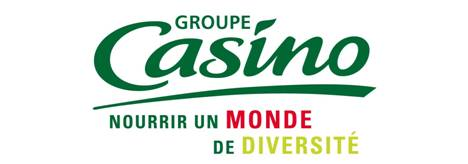 GROUPE
Casino
NOURRIR UN MONDE
DE DIVERSITÉ